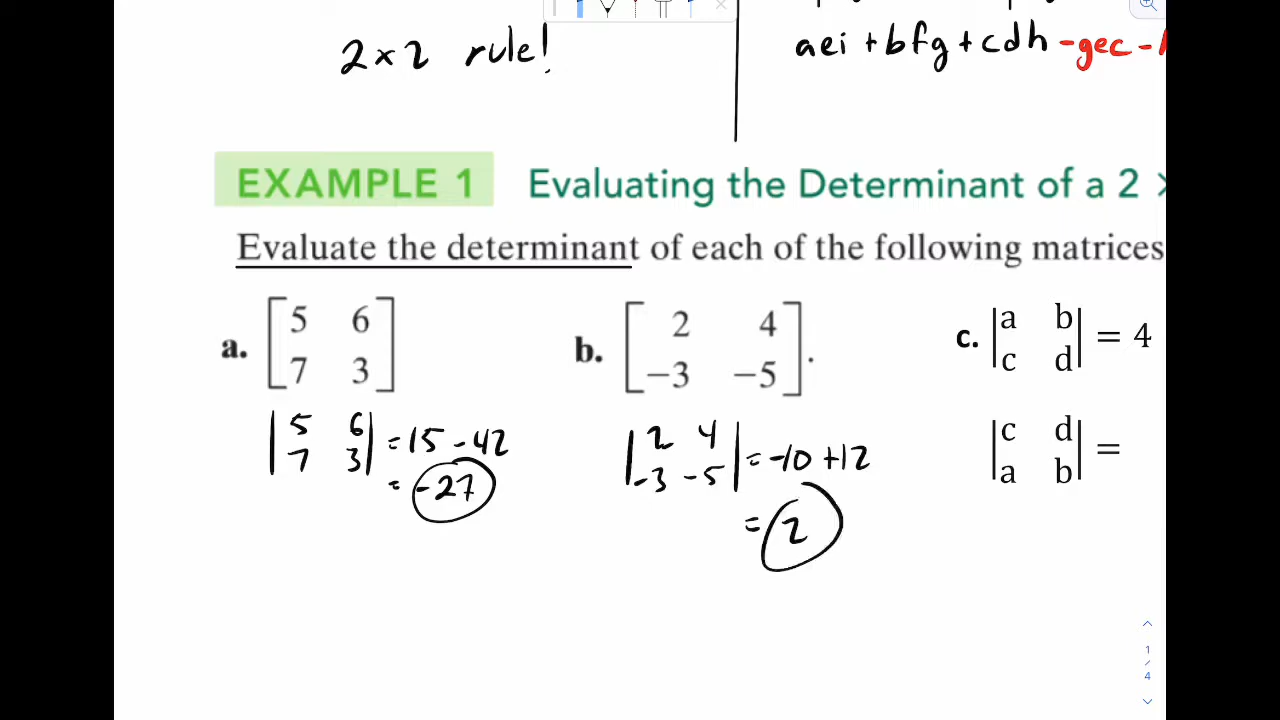 2×2 rule!
aei +bfg +cdh -gec -
EXAMPLE 1 Evaluating the Determinant of a 2
Evaluate the determinant of each of the following matrices
a. [5 6
7 3]
|5 6
7 3| = 15 - 42
= -27
b. [2 4
−3 −5].
|2 4
-3 -5| = -10 +12
= 2
c. |a b
c d| = 4
|c d
a b| =
1
/
4